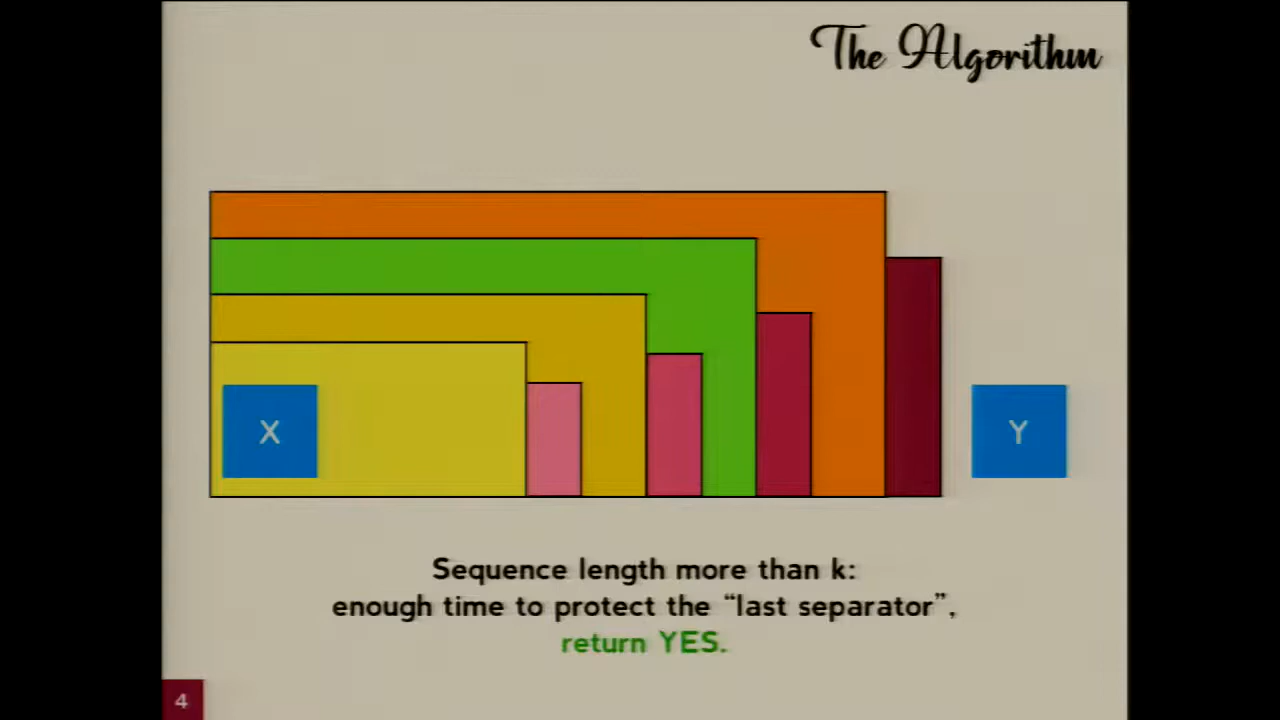 The Algorithm
X
Y
Sequence length more than k:
enough time to protect the “last separator”,
return YES.
4